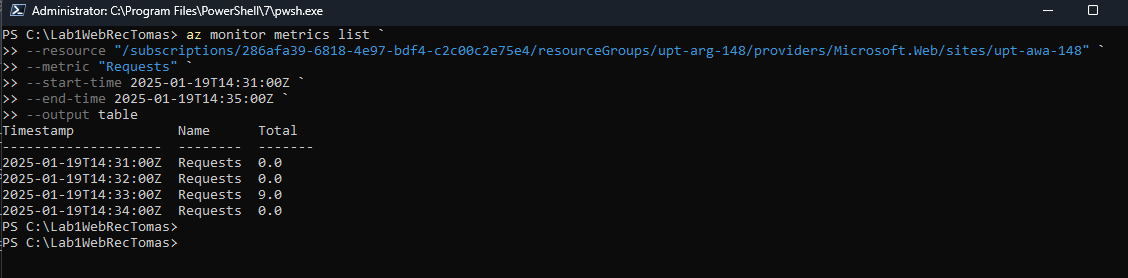 Administrator: C:\Program Files\PowerShell\7\pwsh.exe
PS C:\Lab1WebRecTomas> az monitor metrics list `
>> --resource "/subscriptions/286afa39-6818-4e97-bdf4-c2c00c2e75e4/resourceGroups/upt-arg-148/providers/Microsoft.Web/sites/upt-awa-148" `
>> --metric "Requests" `
>> --start-time 2025-01-19T14:31:00Z `
>> --end-time 2025-01-19T14:35:00Z `
>> --output table
Timestamp             Name      Total
--------------------  --------  -------
2025-01-19T14:31:00Z  Requests  0.0
2025-01-19T14:32:00Z  Requests  0.0
2025-01-19T14:33:00Z  Requests  9.0
2025-01-19T14:34:00Z  Requests  0.0
PS C:\Lab1WebRecTomas>
PS C:\Lab1WebRecTomas>